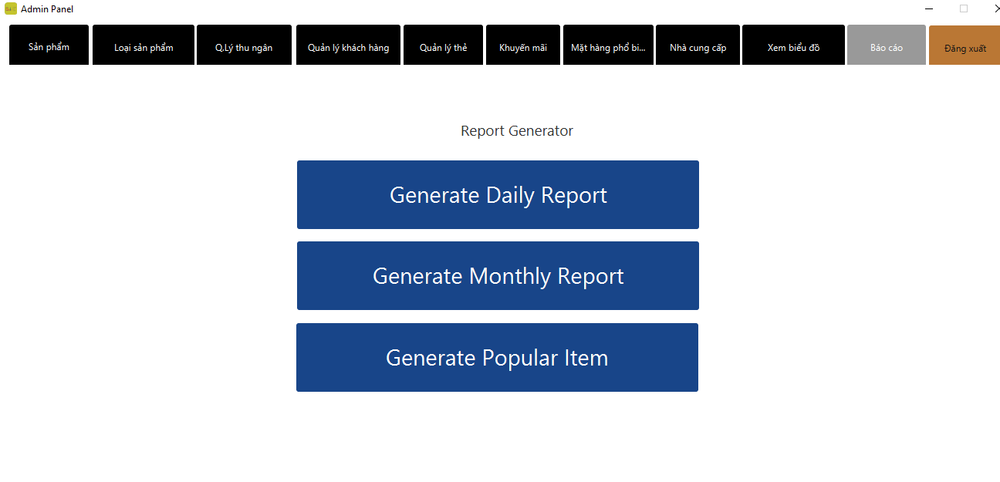 Admin Panel
Sản phẩm
Loại sản phẩm
Q.Lý thu ngân
Quản lý khách hàng
Quản lý thẻ
Khuyến mãi
Mặt hàng phổ bi...
Nhà cung cấp
Xem biểu đồ
Báo cáo
Đăng xuất
Report Generator
Generate Daily Report
Generate Monthly Report
Generate Popular Item